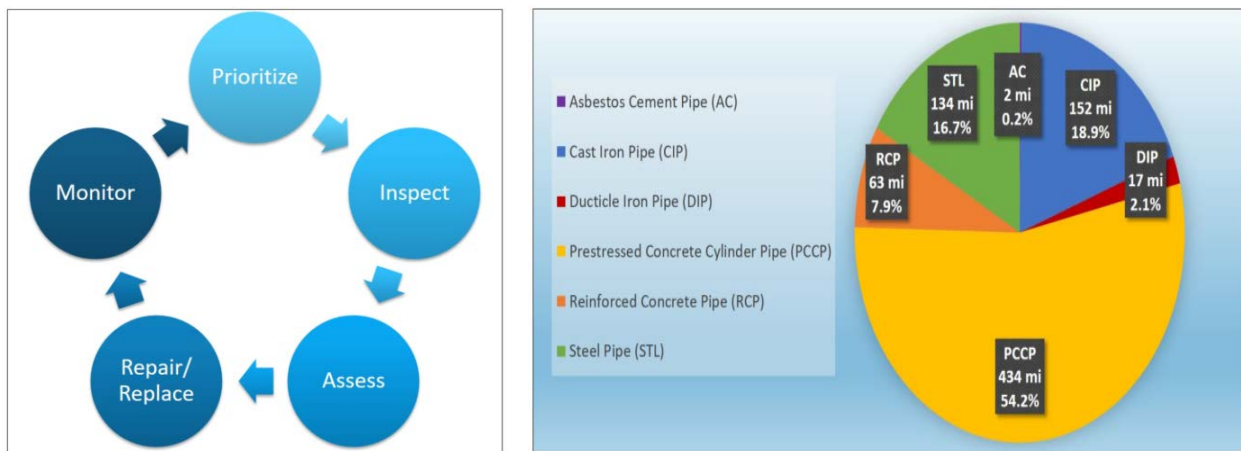 Prioritize
Inspect
Assess
Repair/
Replace
Monitor
Asbestos Cement Pipe (AC)
Cast Iron Pipe (CIP)
Ducticle Iron Pipe (DIP)
Prestressed Concrete Cylinder Pipe (PCCP)
Reinforced Concrete Pipe (RCP)
Steel Pipe (STL)
AC
2 mi
0.2%
CIP
152 mi
18.9%
DIP
17 mi
2.1%
PCCP
434 mi
54.2%
RCP
63 mi
7.9%
STL
134 mi
16.7%